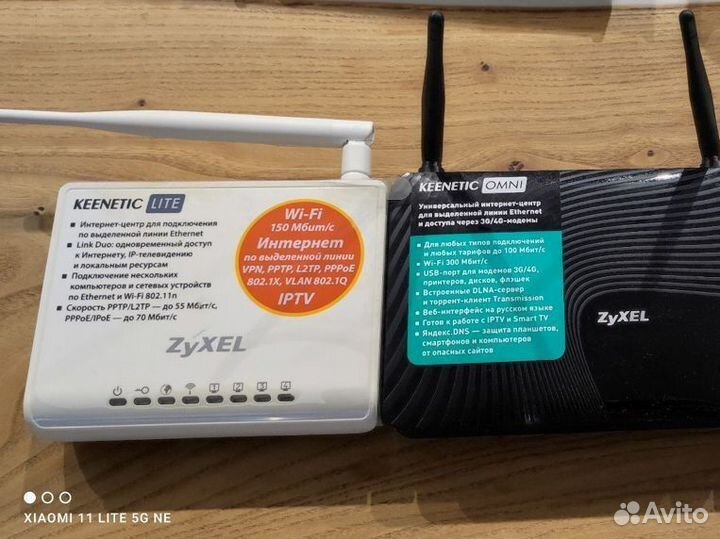 KEENETIC LITE
Интернет-центр для подключения
по выделенной линии Ethernet
Link Duo: одновременный доступ
к Интернету, IP-телевидению
и локальным ресурсам
Подключение нескольких
компьютеров и сетевых устройств
по Ethernet и Wi-Fi 802.11n
Скорость PPTP/L2TP — до 55 Мбит/с,
PPPoE/IPoE — до 70 Мбит/с
Wi-Fi
150 Мбит/с
Интернет
по выделенной линии
VPN, PPTP, L2TP, PPPoE
802.1X, VLAN 802.1Q
IPTV
ZyXEL
1 2 3 4
KEENETIC OMNI
Универсальный интернет-центр
для выделенной линии Ethernet
и доступа через 3G/4G-модемы
Для любых типов подключений
и любых тарифов до 100 Мбит/с
Wi-Fi 300 Мбит/с
USB-порт для модемов 3G/4G,
принтеров, дисков, флэшек
Встроенные DLNA-сервер
и торрент-клиент Transmission
Веб-интерфейс на русском языке
Готов к работе с IPTV и Smart TV
Яндекс.DNS — защита планшетов,
смартфонов и компьютеров
от опасных сайтов
ZyXEL
XIAOMI 11 LITE 5G NE
Avito